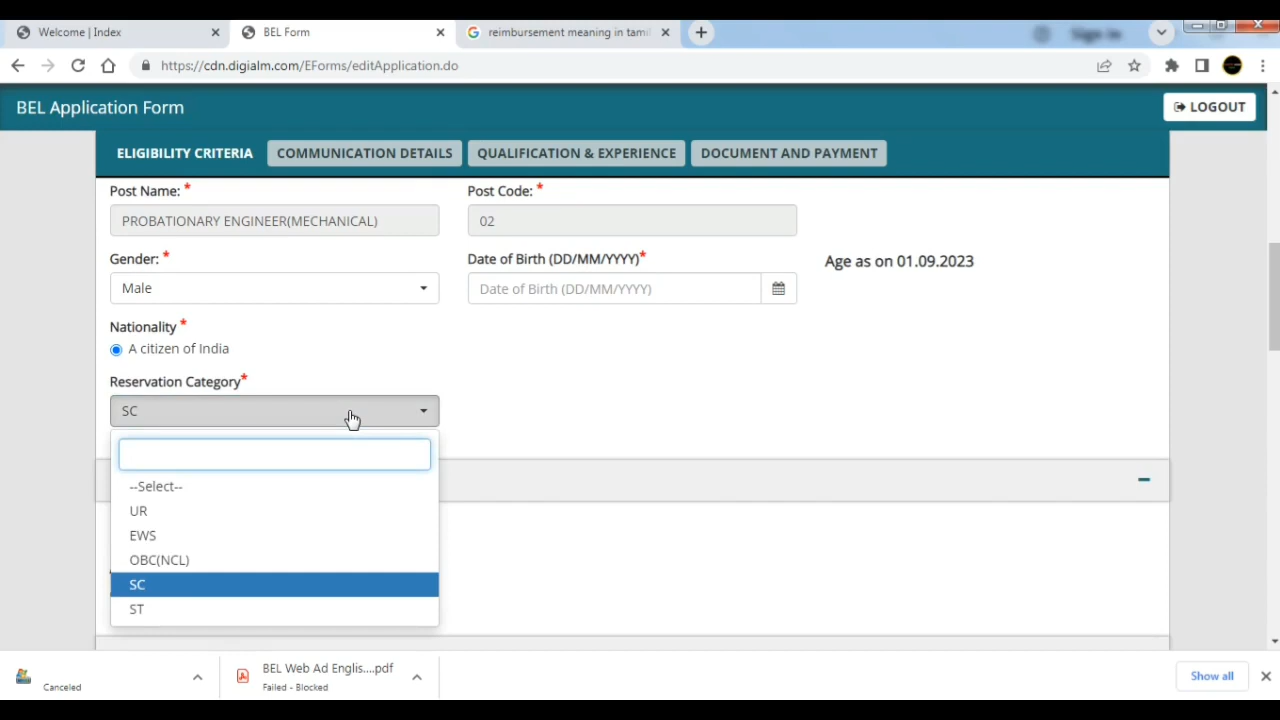 Welcome | Index
BEL Form
reimbursement meaning in tamil
Sign in
https://cdn.digialm.com/EForms/editApplication.do
BEL Application Form
LOGOUT
ELIGIBILITY CRITERIA
COMMUNICATION DETAILS
QUALIFICATION & EXPERIENCE
DOCUMENT AND PAYMENT
Post Name: *
Post Code: *
PROBATIONARY ENGINEER(MECHANICAL)
02
Gender: *
Date of Birth (DD/MM/YYYY)*
Age as on 01.09.2023
Male
Date of Birth (DD/MM/YYYY)
Nationality *
A citizen of India
Reservation Category*
SC
--Select--
UR
EWS
OBC(NCL)
SC
ST
Canceled
BEL Web Ad Englis....pdf
Failed - Blocked
Show all